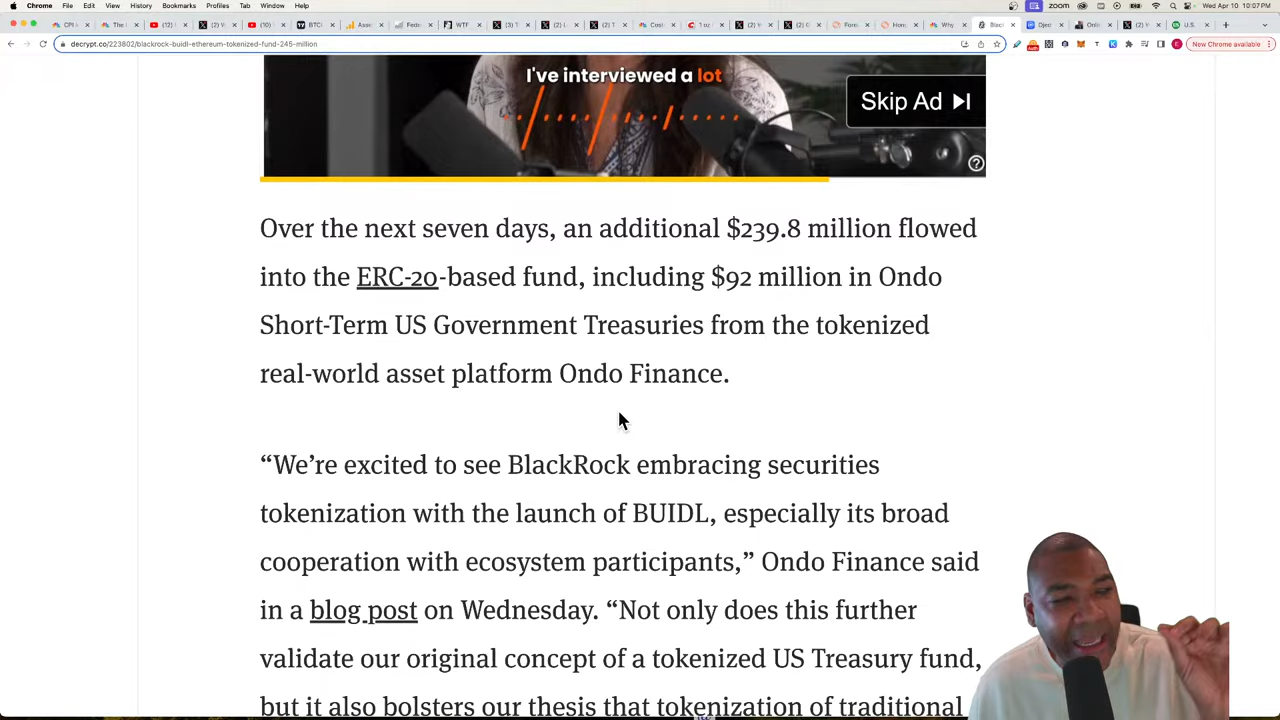 Chrome File Edit View History Bookmarks Profiles Tab Window Help
zoom
Wed Apr 10 10:07PM
decrypt.co/223802/blackrock-buidl-ethereum-tokenized-fund-245-million
New Chrome available
I've interviewed a lot
Skip Ad
Over the next seven days, an additional $239.8 million flowed
into the ERC-20-based fund, including $92 million in Ondo
Short-Term US Government Treasuries from the tokenized
real-world asset platform Ondo Finance.
“We’re excited to see BlackRock embracing securities
tokenization with the launch of BUIDL, especially its broad
cooperation with ecosystem participants,” Ondo Finance said
in a blog post on Wednesday. “Not only does this further
validate our original concept of a tokenized US Treasury fund,
but it also bolsters our thesis that tokenization of traditional